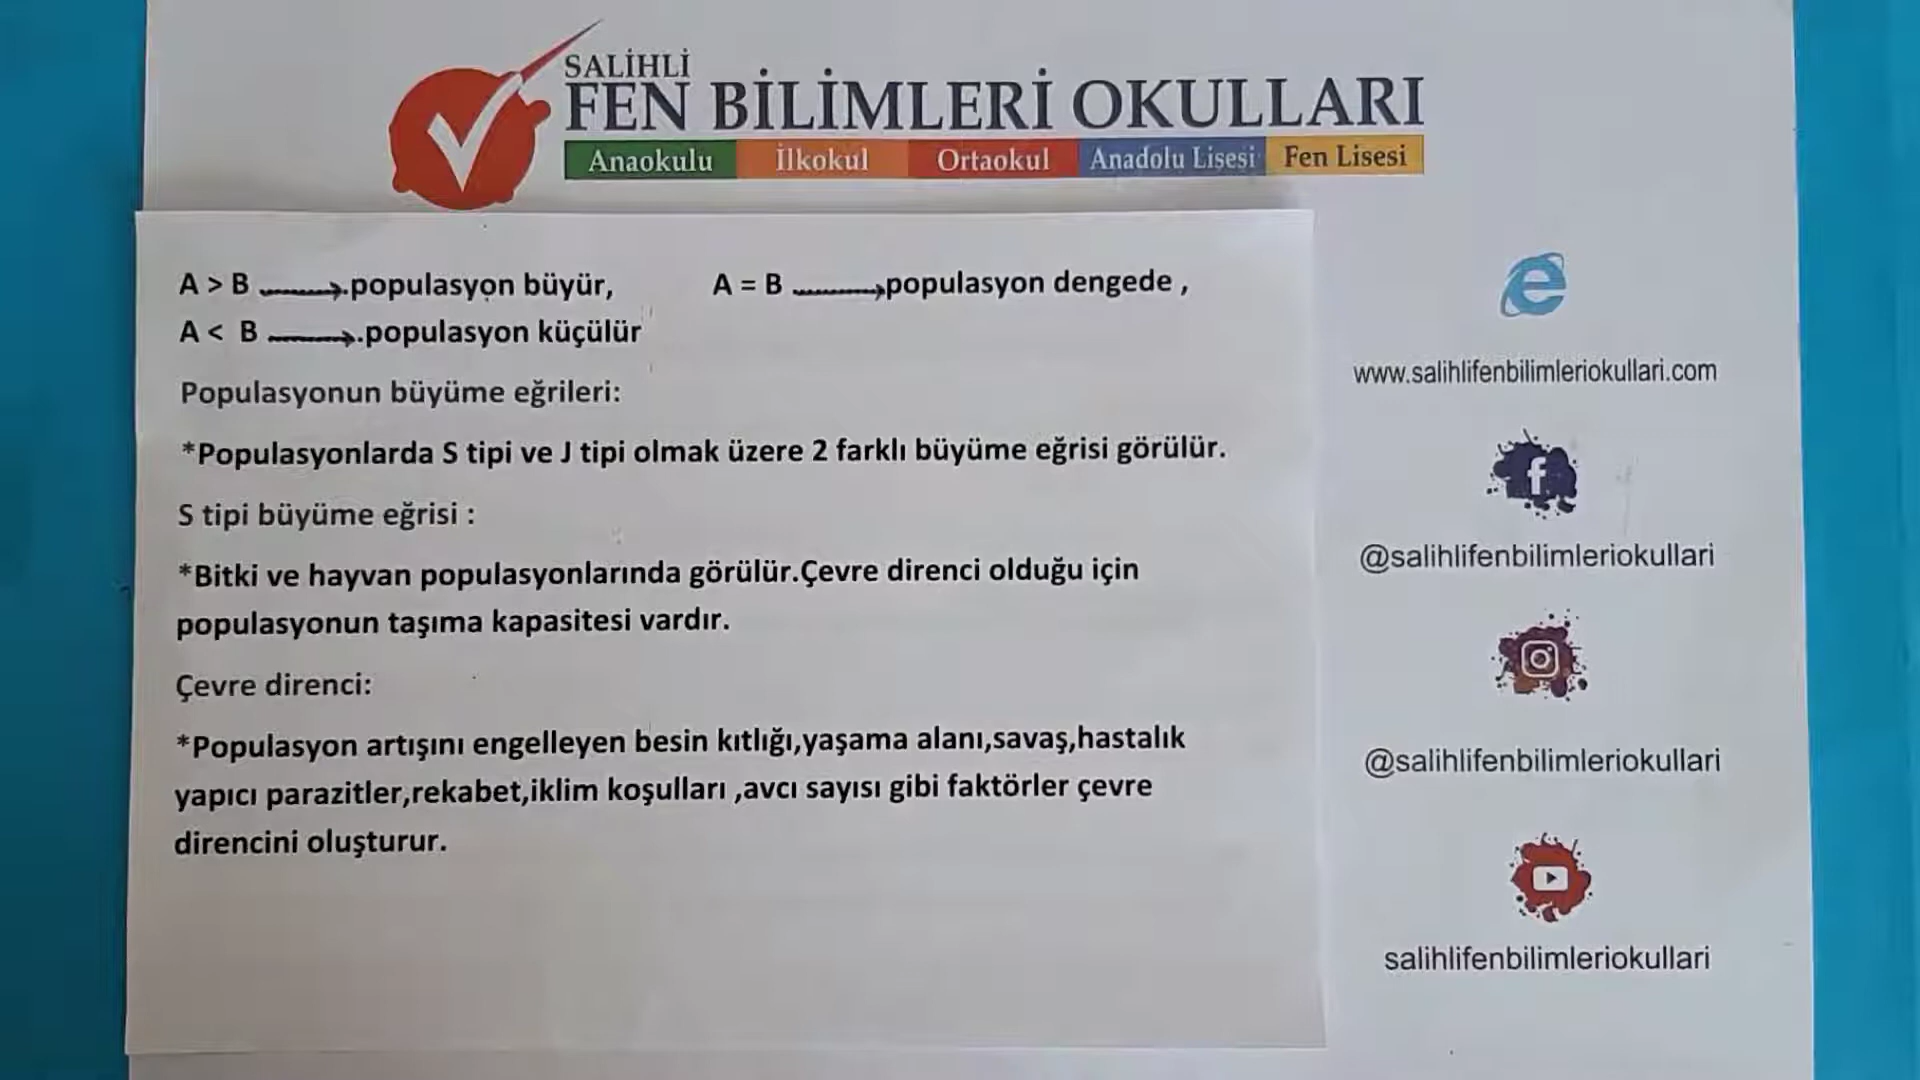 SALİHLİ
FEN BİLİMLERİ OKULLARI
Anaokulu İlkokul Ortaokul Anadolu Lisesi Fen Lisesi
A > B populasyon büyür, A = B populasyon dengede ,
A < B populasyon küçülür
Populasyonun büyüme eğrileri:
*Populasyonlarda S tipi ve J tipi olmak üzere 2 farklı büyüme eğrisi görülür.
S tipi büyüme eğrisi :
*Bitki ve hayvan populasyonlarında görülür.Çevre direnci olduğu için
populasyonun taşıma kapasitesi vardır.
Çevre direnci:
*Populasyon artışını engelleyen besin kıtlığı,yaşama alanı,savaş,hastalık
yapıcı parazitler,rekabet,iklim koşulları ,avcı sayısı gibi faktörler çevre
direncini oluşturur.
www.salihlifenbilimleriokullari.com
@salihlifenbilimleriokullari
@salihlifenbilimleriokullari
salihlifenbilimleriokullari